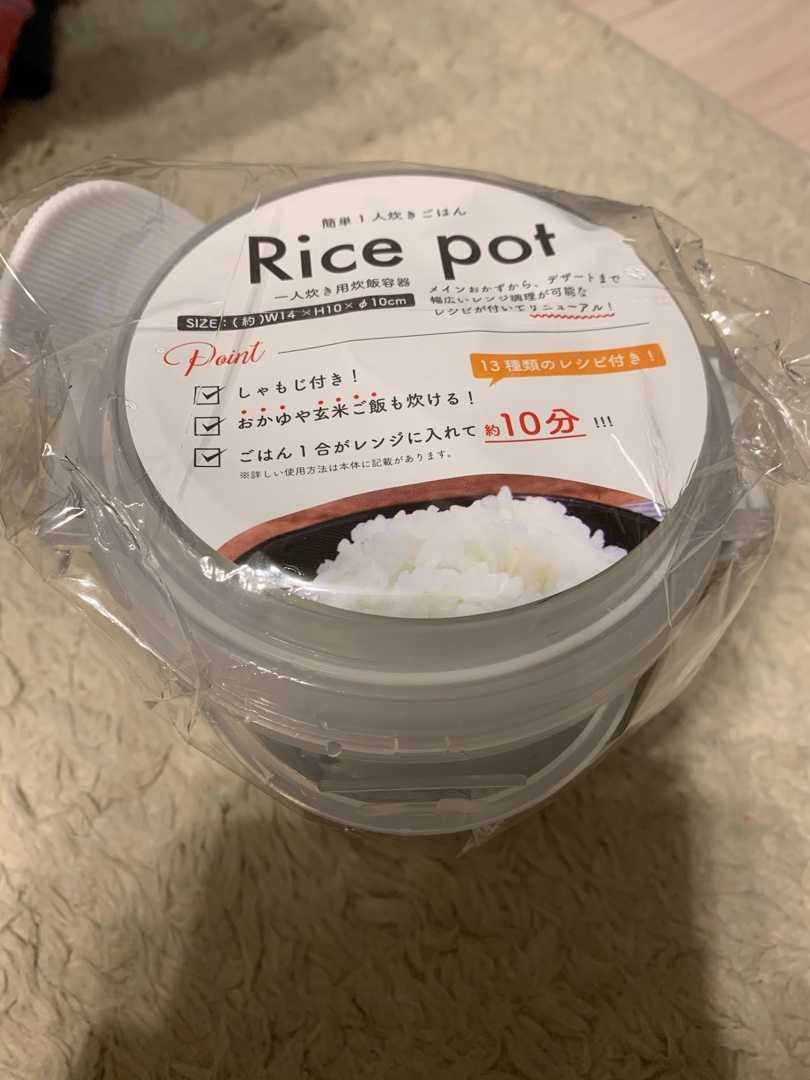 簡単1人炊きごはん
Rice pot
一人炊き用炊飯容器
SIZE:(約)W14×H10×φ10cm
メインおかずから、デザートまで
幅広いレンジ調理が可能な
レシピが付いてリニューアル!
Point
13種類のレシピ付き!
しゃもじ付き!
おかゆや玄米ご飯も炊ける!
ごはん1合がレンジに入れて約10分!!!
※詳しい使用方法は本体に記載があります。